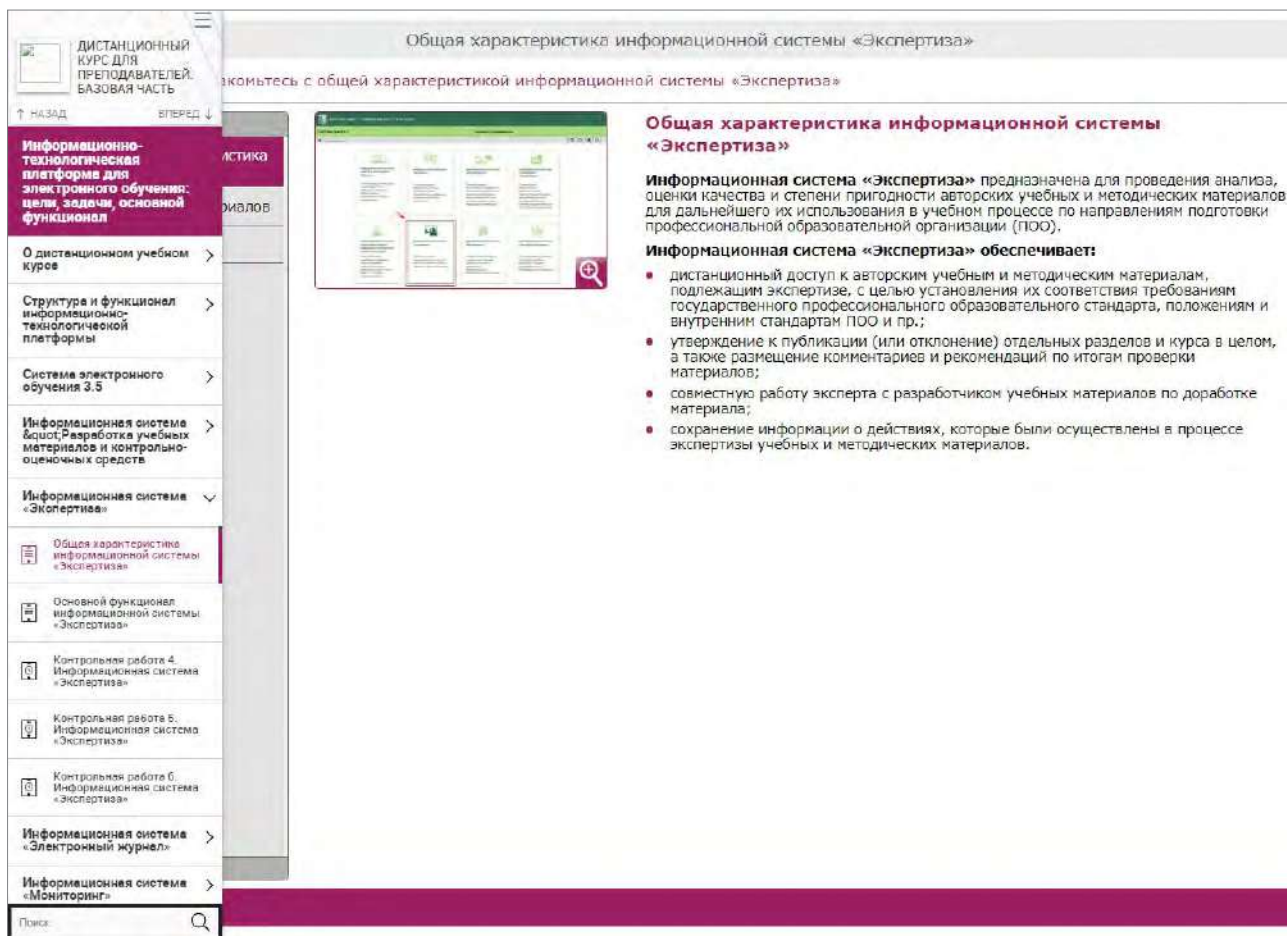 ДИСТАНЦИОННЫЙ
КУРС ДЛЯ
ПРЕПОДАВАТЕЛЕЙ.
БАЗОВАЯ ЧАСТЬ
↑ НАЗАД
ВПЕРЕД ↓
Информационно-
технологическая
платформа для
электронного обучения:
цели, задачи, основной
функционал
О дистанционном учебном
курсе
Структура и функционал
информационно-
технологической
платформы
Система электронного
обучения 3.5
Информационная система
&quot;Разработка учебных
материалов и контрольно-
оценочных средств
Информационная система
«Экспертиза»
Общая характеристика
информационной системы
«Экспертиза»
Основной функционал
информационной системы
«Экспертиза»
Контрольная работа 4.
Информационная система
«Экспертиза»
Контрольная работа 5.
Информационная система
«Экспертиза»
Контрольная работа 6.
Информационная система
«Экспертиза»
Информационная система
«Электронный журнал»
Информационная система
«Мониторинг»
Поиск
Общая характеристика информационной системы «Экспертиза»
акомьтесь с общей характеристикой информационной системы «Экспертиза»
истика
риалов
Общая характеристика информационной системы
«Экспертиза»
Информационная система «Экспертиза» предназначена для проведения анализа,
оценки качества и степени пригодности авторских учебных и методических материалов
для дальнейшего их использования в учебном процессе по направлениям подготовки
профессиональной образовательной организации (ПОО).
Информационная система «Экспертиза» обеспечивает:
• дистанционный доступ к авторским учебным и методическим материалам,
подлежащим экспертизе, с целью установления их соответствия требованиям
государственного профессионального образовательного стандарта, положениям и
внутренним стандартам ПОО и пр.;
• утверждение к публикации (или отклонение) отдельных разделов и курса в целом,
а также размещение комментариев и рекомендаций по итогам проверки
материалов;
• совместную работу эксперта с разработчиком учебных материалов по доработке
материала;
• сохранение информации о действиях, которые были осуществлены в процессе
экспертизы учебных и методических материалов.